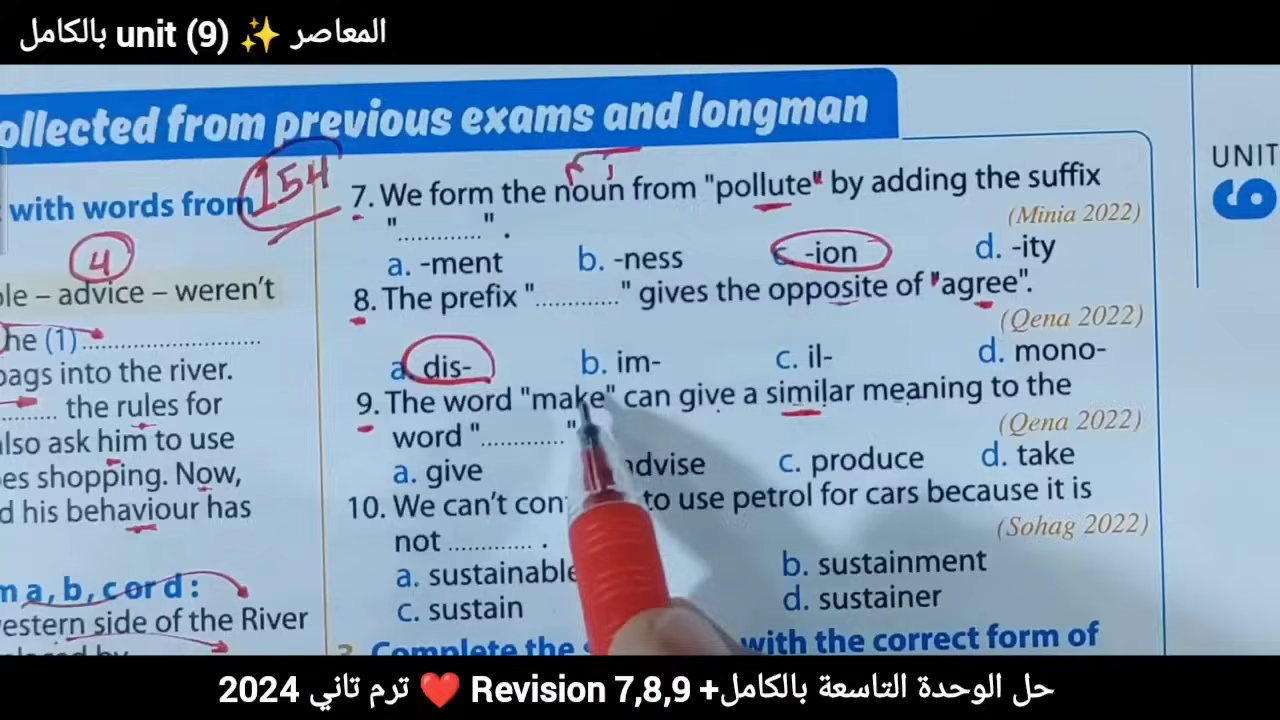 المعاصر ✨ unit (9) بالكامل
ollected from previous exams and longman
UNIT
9
154
with words from
4
ole – advice – weren't
he (1) ..............................
bags into the river.
......... the rules for
also ask him to use
es shopping. Now,
d his behaviour has
m a, b, c or d :
western side of the River
7. We form the noun from "pollute" by adding the suffix
"............." .
(Minia 2022)
a. -ment b. -ness c. -ion d. -ity
8. The prefix "............." gives the opposite of "agree".
(Qena 2022)
a. dis- b. im- c. il- d. mono-
9. The word "make" can give a similar meaning to the
word "............."
(Qena 2022)
a. give advise c. produce d. take
10. We can't con to use petrol for cars because it is
not ............. .
(Sohag 2022)
a. sustainable b. sustainment
c. sustain d. sustainer
Complete the with the correct form of
حل الوحدة التاسعة بالكامل+ Revision 7,8,9 ❤️ ترم تاني 2024